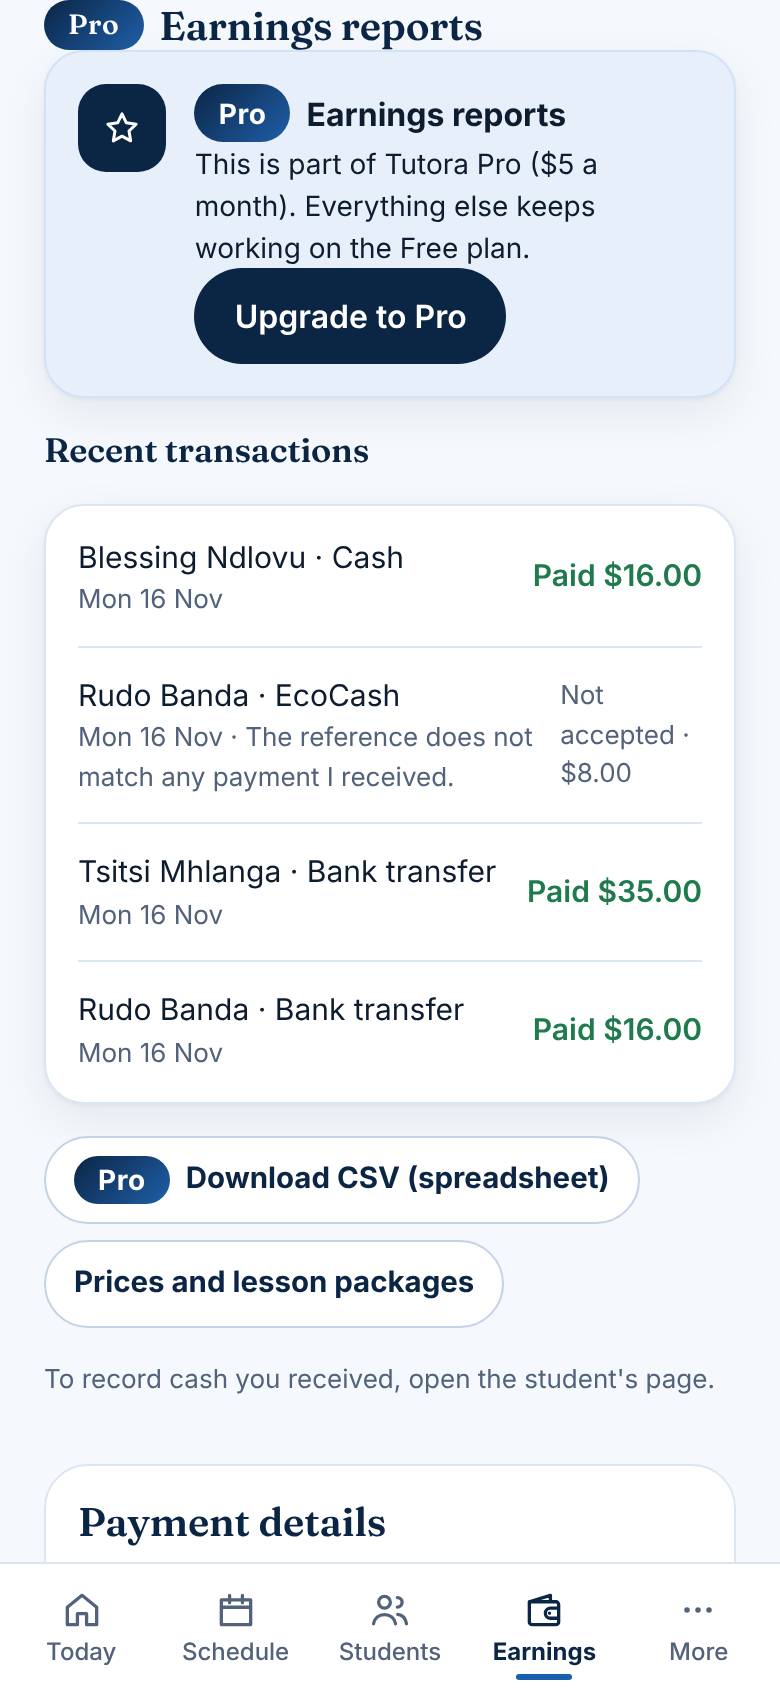 Pro Earnings reports
Pro Earnings reports
This is part of Tutora Pro ($5 a
month). Everything else keeps
working on the Free plan.
Upgrade to Pro
Recent transactions
Blessing Ndlovu · Cash
Mon 16 Nov
Paid $16.00
Rudo Banda · EcoCash
Mon 16 Nov · The reference does not
match any payment I received.
Not
accepted ·
$8.00
Tsitsi Mhlanga · Bank transfer
Mon 16 Nov
Paid $35.00
Rudo Banda · Bank transfer
Mon 16 Nov
Paid $16.00
Pro Download CSV (spreadsheet)
Prices and lesson packages
To record cash you received, open the student's page.
Payment details
Today Schedule Students Earnings More